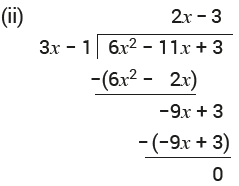 (ii) 2x − 3
3x − 1 6x² − 11x + 3
−(6x² − 2x)
−9x + 3
−(−9x + 3)
0